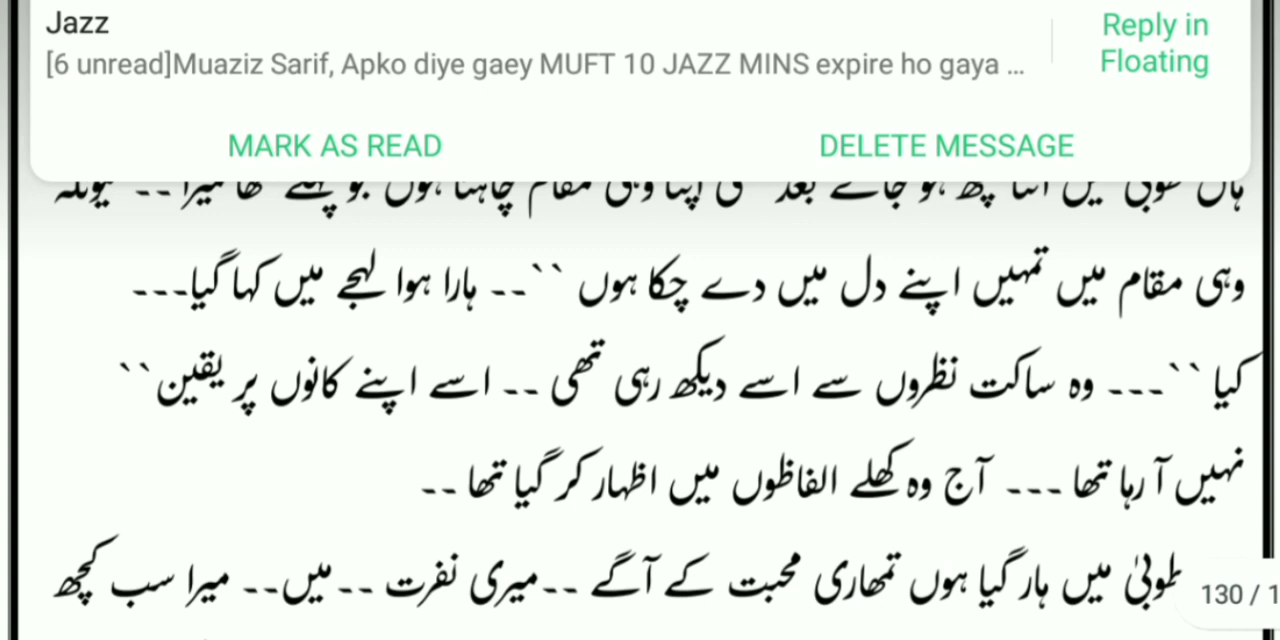 Jazz
[6 unread]Muaziz Sarif, Apko diye gaey MUFT 10 JAZZ MINS expire ho gaya ...
Reply in
Floating
MARK AS READ
DELETE MESSAGE
وہی مقام میں تمہیں اپنے دل میں دے چکا ہوں ``-- ہارا ہوا لہجے میں کہا گیا---
کیا ``--- وہ ساکت نظروں سے اسے دیکھ رہی تھی -- اسے اپنے کانوں پر یقین``
نہیں آ رہا تھا --- آج وہ کھلے الفاظوں میں اظہار کر گیا تھا --
طوبیٰ میں ہار گیا ہوں تمھاری محبت کے آگے --میری نفرت --میں-- میرا سب کچھ
130 / 1